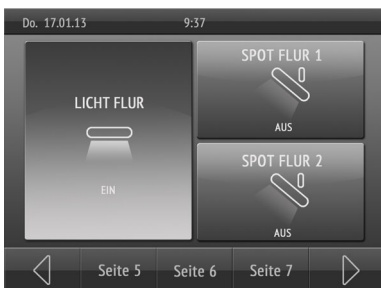 Do. 17.01.13 9:37
LICHT FLUR
EIN
SPOT FLUR 1
AUS
SPOT FLUR 2
AUS
Seite 5 Seite 6 Seite 7